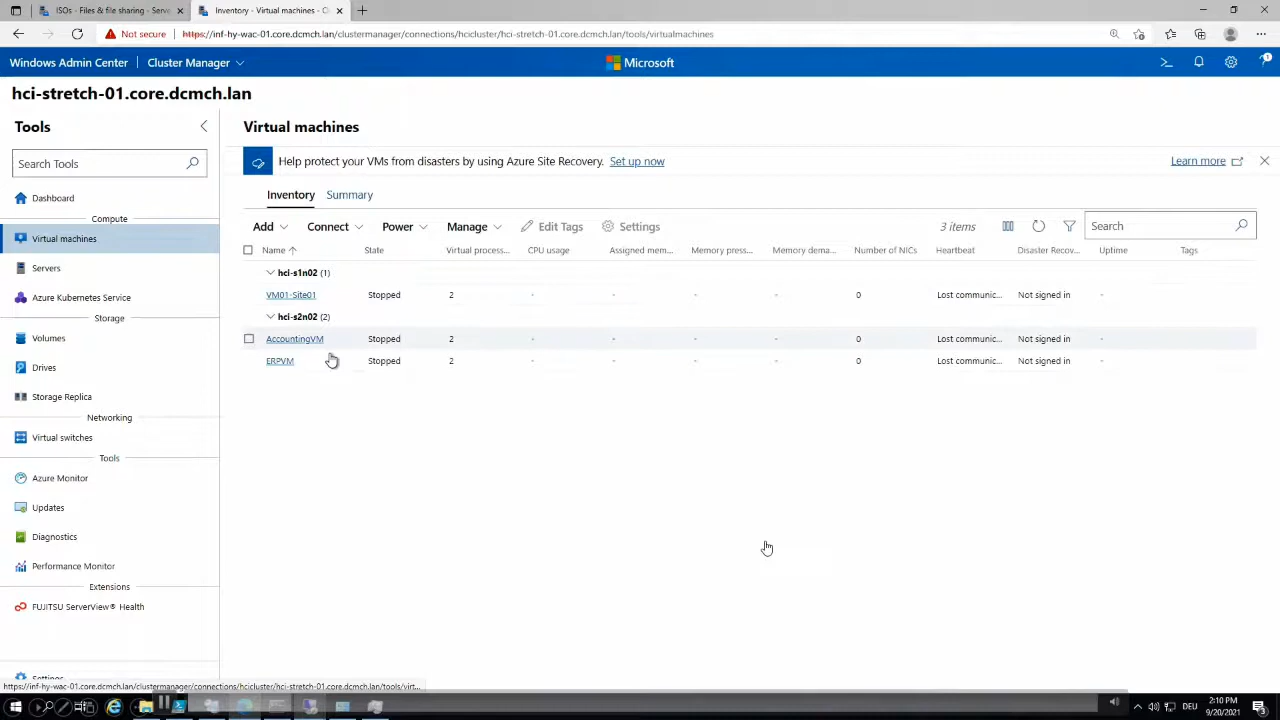 ISOs - Files & file sharing - Serve
Inventory - Virtual machines - Cl
Not secure
https://inf-hy-wac-01.core.dcmch.lan/clustermanager/connections/hcicluster/hci-stretch-01.core.dcmch.lan/tools/virtualmachines
Windows Admin Center
Cluster Manager
Microsoft
hci-stretch-01.core.dcmch.lan
Tools
Virtual machines
Search Tools
Help protect your VMs from disasters by using Azure Site Recovery. Set up now
Learn more
Dashboard
Inventory Summary
Compute
Add Connect Power Manage Edit Tags Settings 3 items Search
Virtual machines
Name State Virtual process... CPU usage Assigned mem... Memory press... Memory dema... Number of NICs Heartbeat Disaster Recov... Uptime Tags
Servers
hci-s1n02 (1)
Azure Kubernetes Service
VM01-Site01 Stopped 2 - - - - 0 Lost communic... Not signed in -
Storage
hci-s2n02 (2)
Volumes
AccountingVM Stopped 2 - - - - 0 Lost communic... Not signed in -
Drives
ERPVM Stopped 2 - - - - 0 Lost communic... Not signed in -
Storage Replica
Networking
Virtual switches
Tools
Azure Monitor
Updates
Diagnostics
Performance Monitor
Extensions
FUJITSU ServerView® Health
Settings
https://inf-hy-wac-01.core.dcmch.lan/clustermanager/connections/hcicluster/hci-stretch-01.core.dcmch.lan/tools/virt...
DEU
2:10 PM
9/20/2021